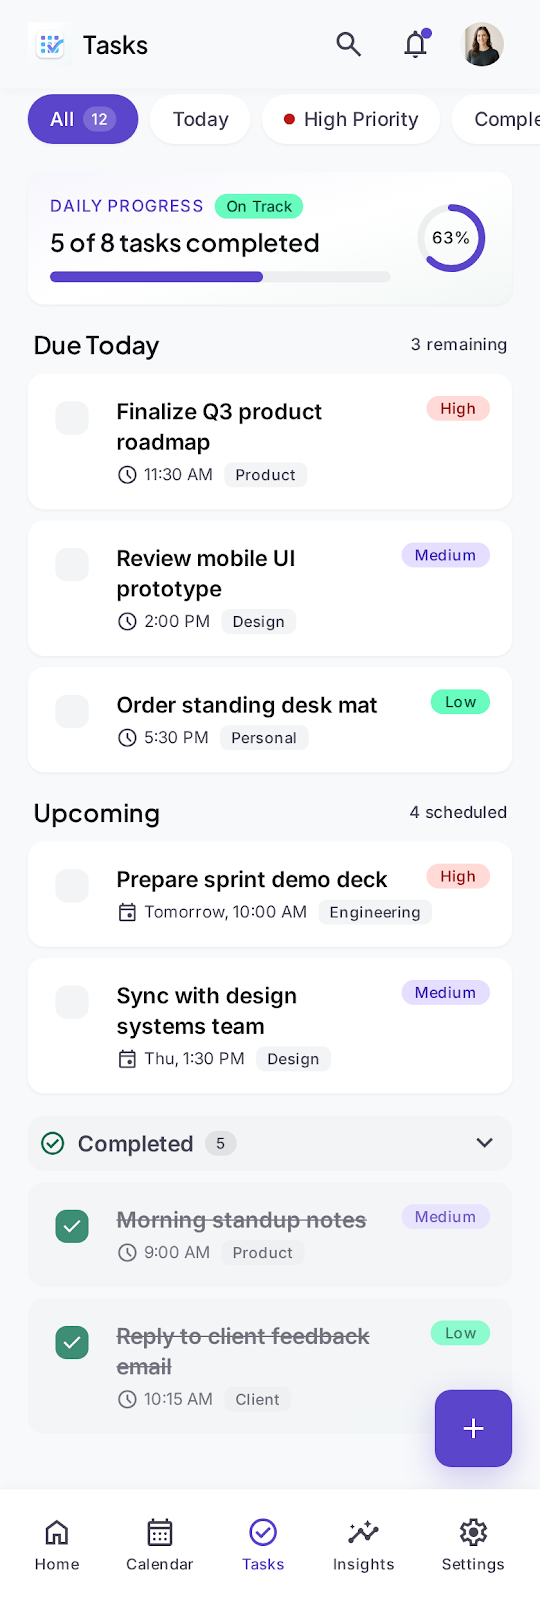 Tasks
All 12 Today High Priority Comple
DAILY PROGRESS On Track
5 of 8 tasks completed
63%
Due Today 3 remaining
Finalize Q3 product High
roadmap
11:30 AM Product
Review mobile UI Medium
prototype
2:00 PM Design
Order standing desk mat Low
5:30 PM Personal
Upcoming 4 scheduled
Prepare sprint demo deck High
Tomorrow, 10:00 AM Engineering
Sync with design Medium
systems team
Thu, 1:30 PM Design
Completed 5
Morning standup notes Medium
9:00 AM Product
Reply to client feedback Low
email
10:15 AM Client
Home Calendar Tasks Insights Settings